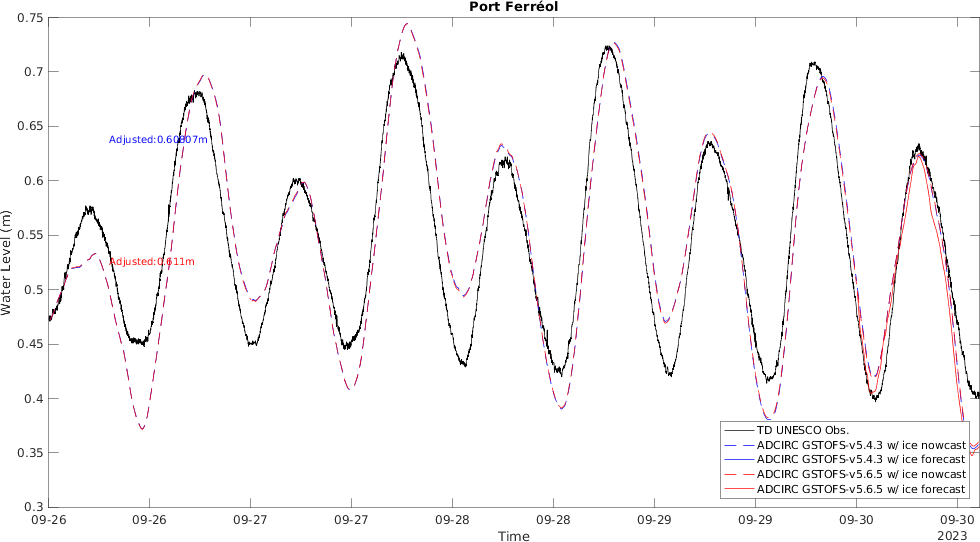 Port Ferréol
0.75
0.7
0.65
0.6
0.55
0.5
0.45
0.4
0.35
0.3
Water Level (m)
Adjusted:0.60807m
Adjusted:0.611m
TD UNESCO Obs.
ADCIRC GSTOFS-v5.4.3 w/ ice nowcast
ADCIRC GSTOFS-v5.4.3 w/ ice forecast
ADCIRC GSTOFS-v5.6.5 w/ ice nowcast
ADCIRC GSTOFS-v5.6.5 w/ ice forecast
09-26 09-26 09-27 09-27 09-28 09-28 09-29 09-29 09-30 09-30
2023
Time